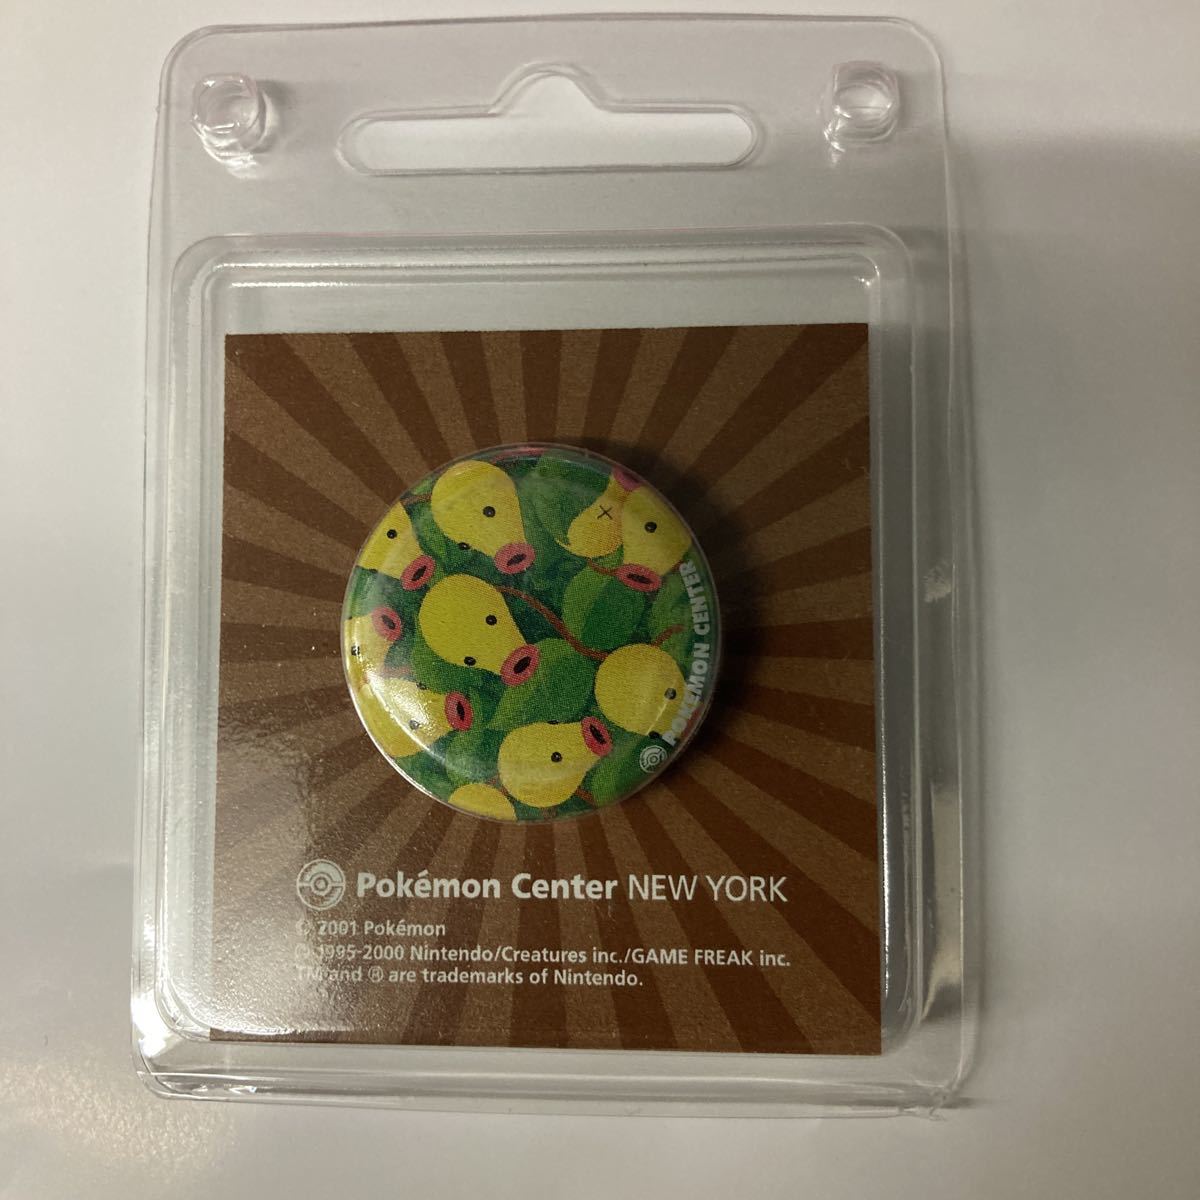 POKÉMON CENTER
Pokémon Center NEW YORK
© 2001 Pokémon
© 1995-2000 Nintendo/Creatures inc./GAME FREAK inc.
TM and ® are trademarks of Nintendo.